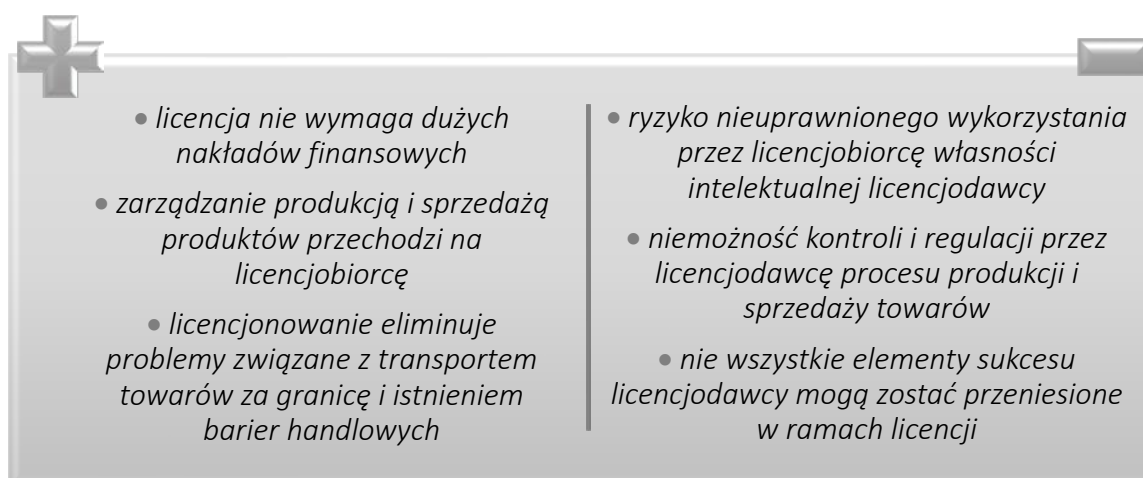 • licencja nie wymaga dużych
nakładów finansowych
• zarządzanie produkcją i sprzedażą
produktów przechodzi na
licencjobiorcę
• licencjonowanie eliminuje
problemy związane z transportem
towarów za granicę i istnieniem
barier handlowych
• ryzyko nieuprawnionego wykorzystania
przez licencjobiorcę własności
intelektualnej licencjodawcy
• niemożność kontroli i regulacji przez
licencjodawcę procesu produkcji i
sprzedaży towarów
• nie wszystkie elementy sukcesu
licencjodawcy mogą zostać przeniesione
w ramach licencji